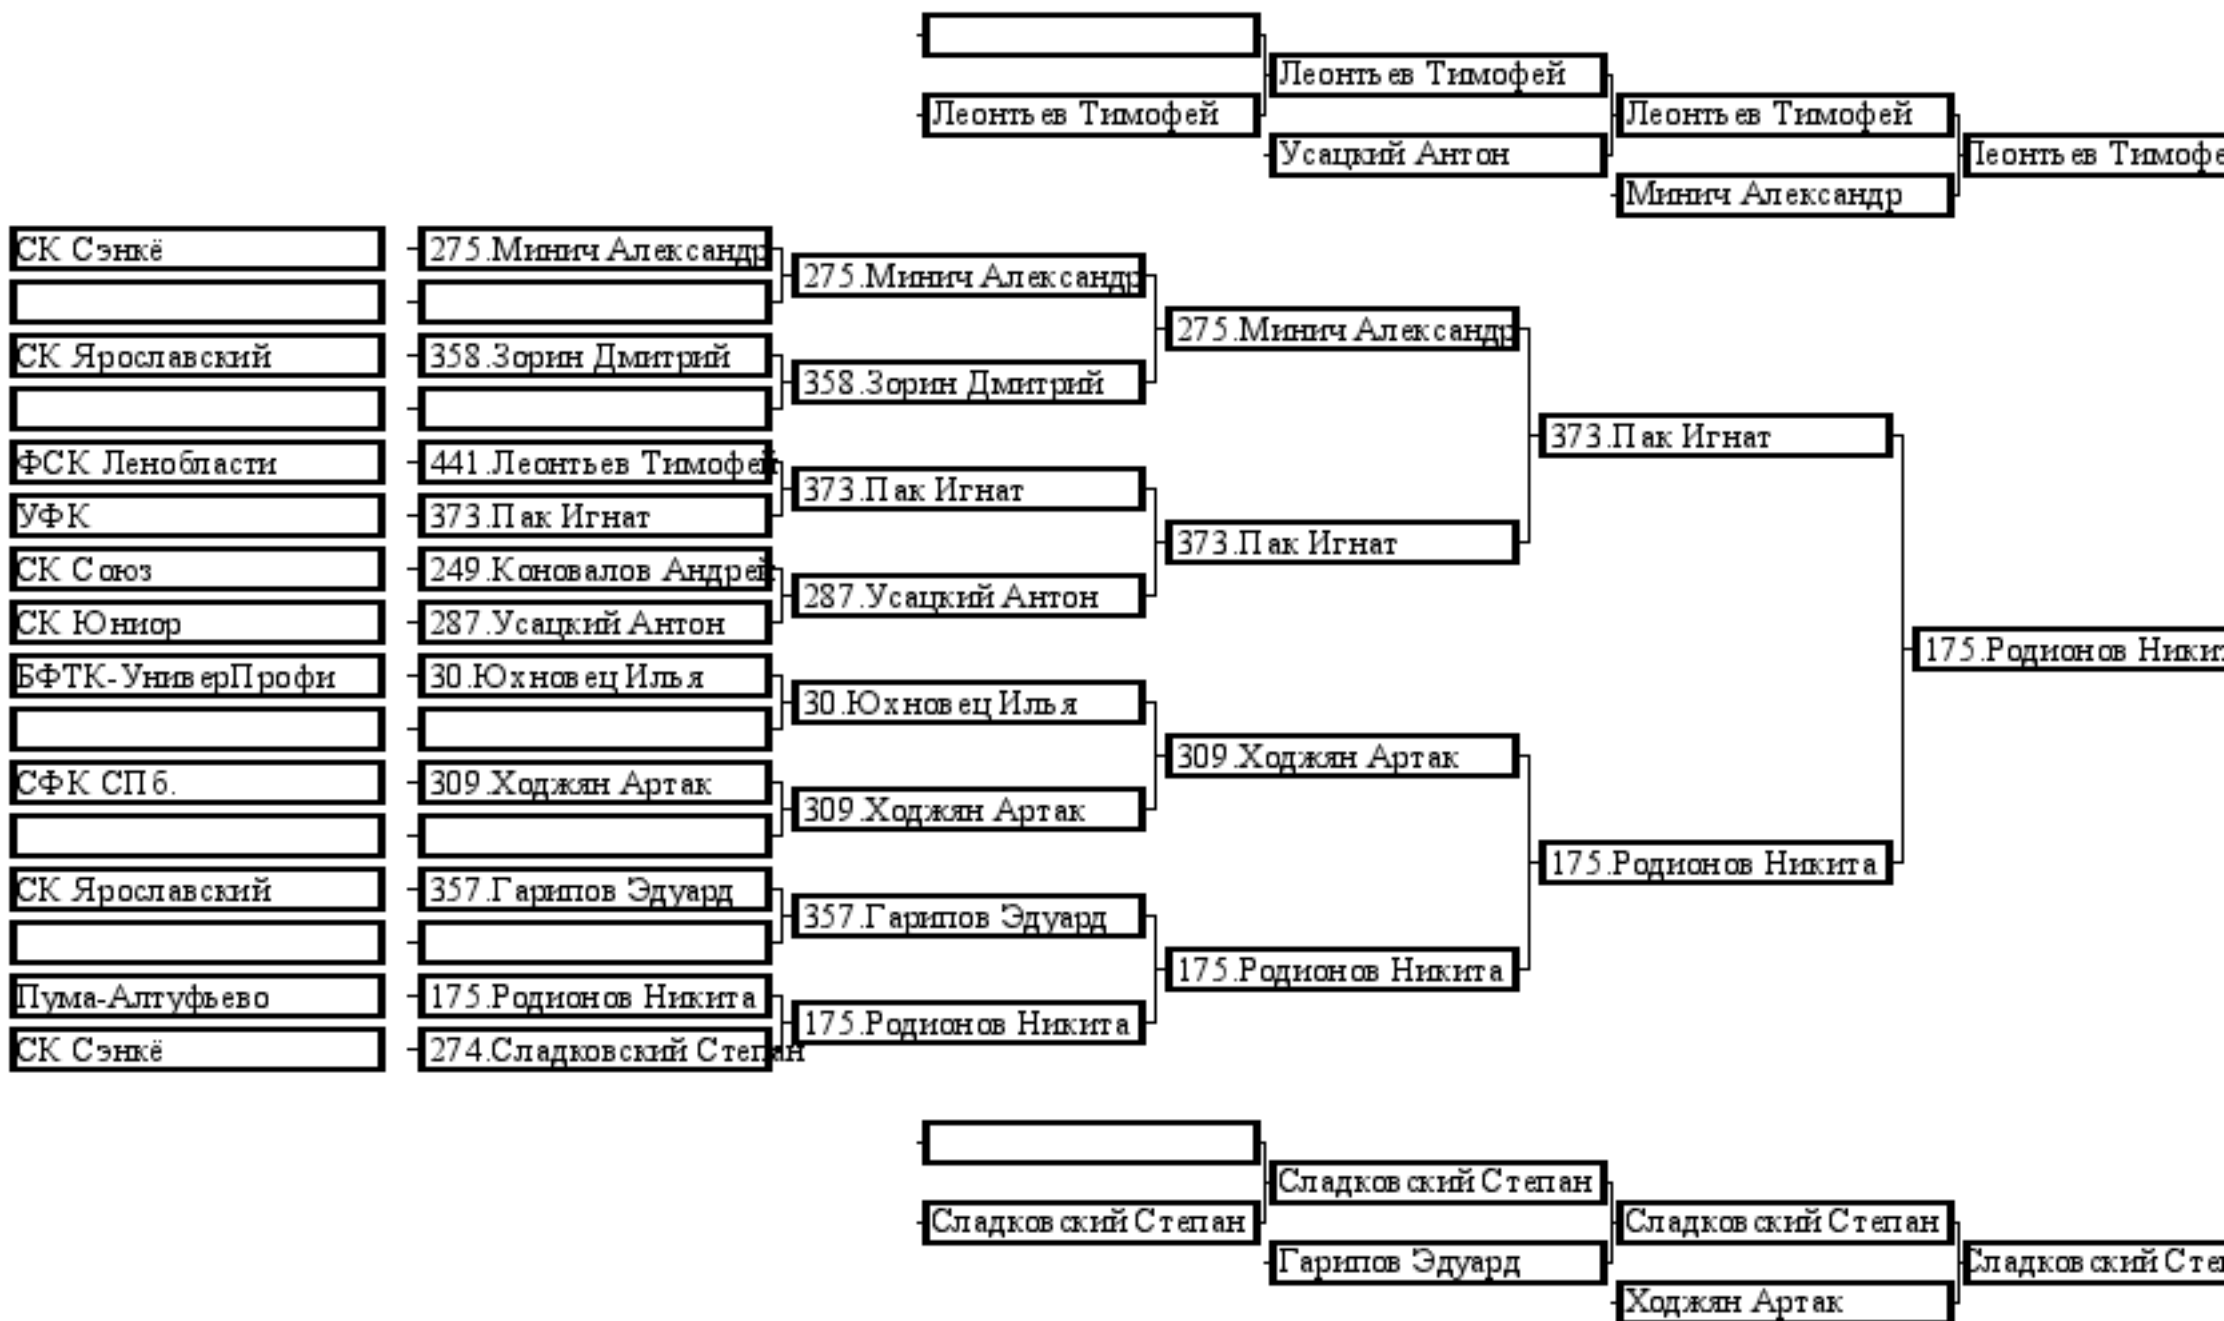 Леонтьев Тимофей
Леонтьев Тимофей
Леонтьев Тимофей
Усацкий Антон
Леонтьев Тимофе
Минич Александр
СК Сэнкё
275.Минич Александр
275.Минич Александр
275.Минич Александр
СК Ярославский
358.Зорин Дмитрий
358.Зорин Дмитрий
373.Пак Игнат
ФСК Ленобласти
441.Леонтьев Тимофей
373.Пак Игнат
УФК
373.Пак Игнат
373.Пак Игнат
СК Союз
249.Коновалов Андрей
287.Усацкий Антон
СК Юниор
287.Усацкий Антон
175.Родионов Никит
БФТК-УниверПрофи
30.Юхновец Илья
30.Юхновец Илья
309.Ходжян Артак
СФК СПб.
309.Ходжян Артак
309.Ходжян Артак
175.Родионов Никита
СК Ярославский
357.Гарипов Эдуард
357.Гарипов Эдуард
175.Родионов Никита
Пума-Алтуфьево
175.Родионов Никита
175.Родионов Никита
СК Сэнкё
274.Сладковский Степан
Сладковский Степан
Сладковский Степан
Сладковский Степан
Гарипов Эдуард
Сладковский Сте
Ходжян Артак